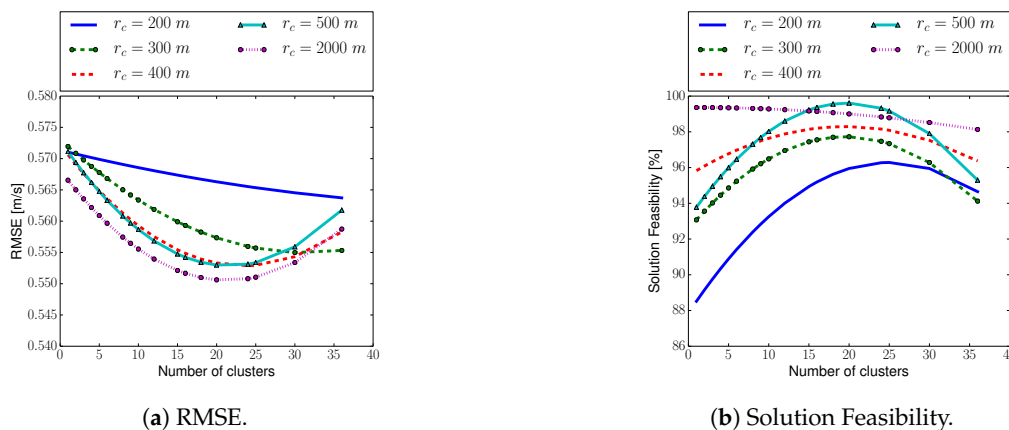 r_c = 200 m
r_c = 500 m
r_c = 300 m
r_c = 2000 m
r_c = 400 m
0.580
0.575
0.570
0.565
0.560
0.555
0.550
0.545
0.540
RMSE [m/s]
0 5 10 15 20 25 30 35 40
Number of clusters
(a) RMSE.
r_c = 200 m
r_c = 500 m
r_c = 300 m
r_c = 2000 m
r_c = 400 m
100
98
96
94
92
90
88
86
Solution Feasibility [%]
0 5 10 15 20 25 30 35 40
Number of clusters
(b) Solution Feasibility.